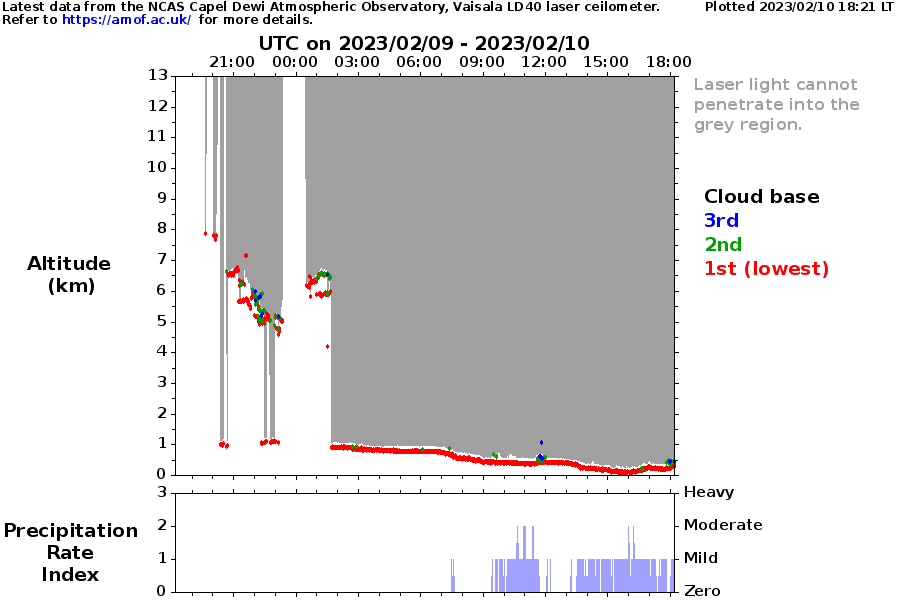 Latest data from the NCAS Capel Dewi Atmospheric Observatory, Vaisala LD40 laser ceilometer. Plotted 2023/02/10 18:21 LT
Refer to https://amof.ac.uk/ for more details.
UTC on 2023/02/09 - 2023/02/10
21:00 00:00 03:00 06:00 09:00 12:00 15:00 18:00
13
12
11
10
9
8
7
6
5
4
3
2
1
0
Altitude
(km)
Laser light cannot
penetrate into the
grey region.
Cloud base
3rd
2nd
1st (lowest)
3 Heavy
2 Moderate
1 Mild
0 Zero
Precipitation
Rate
Index